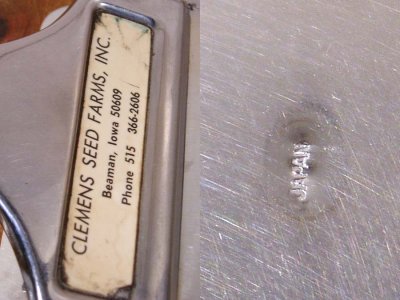 CLEMENS SEED FARMS, INC.
Beaman, Iowa 50609
Phone 515 366-2606
JAPAN